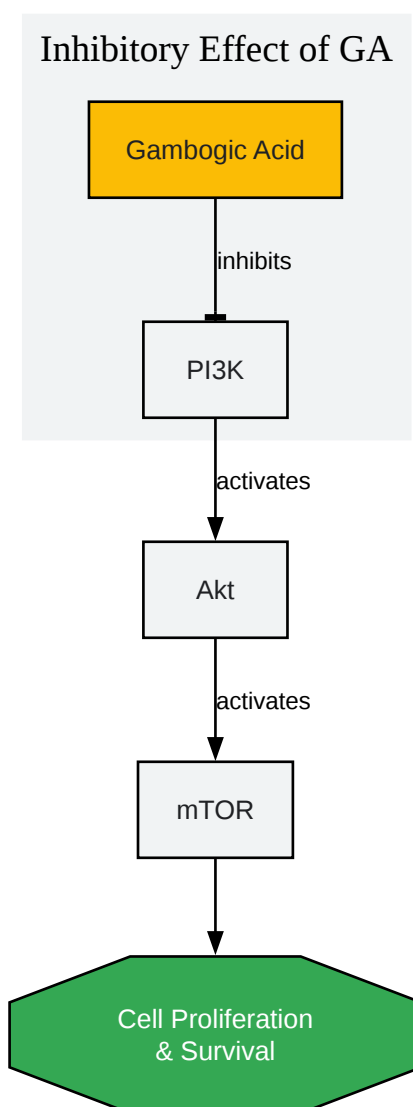 Inhibitory Effect of GA
Gambogic Acid
inhibits
PI3K
activates
Akt
activates
mTOR
Cell Proliferation
& Survival